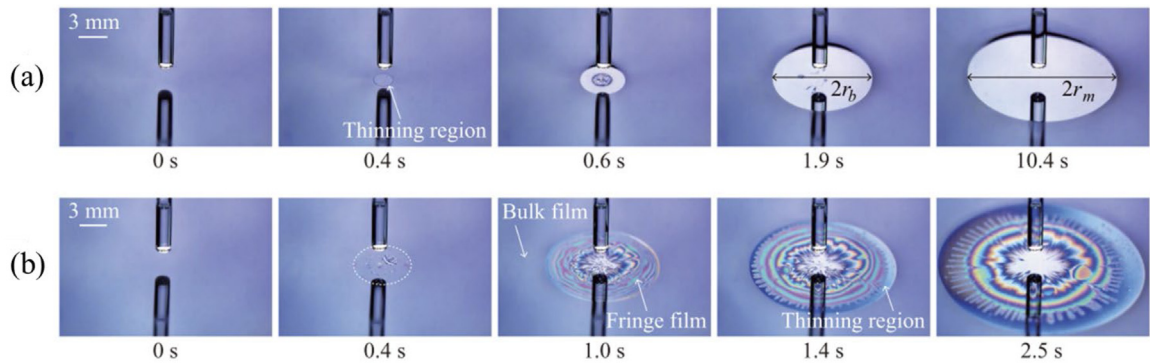 (a)
3 mm
Thinning region
2r_b
2r_m
0 s
0.4 s
0.6 s
1.9 s
10.4 s
(b)
3 mm
Bulk film
Fringe film
Thinning region
0 s
0.4 s
1.0 s
1.4 s
2.5 s